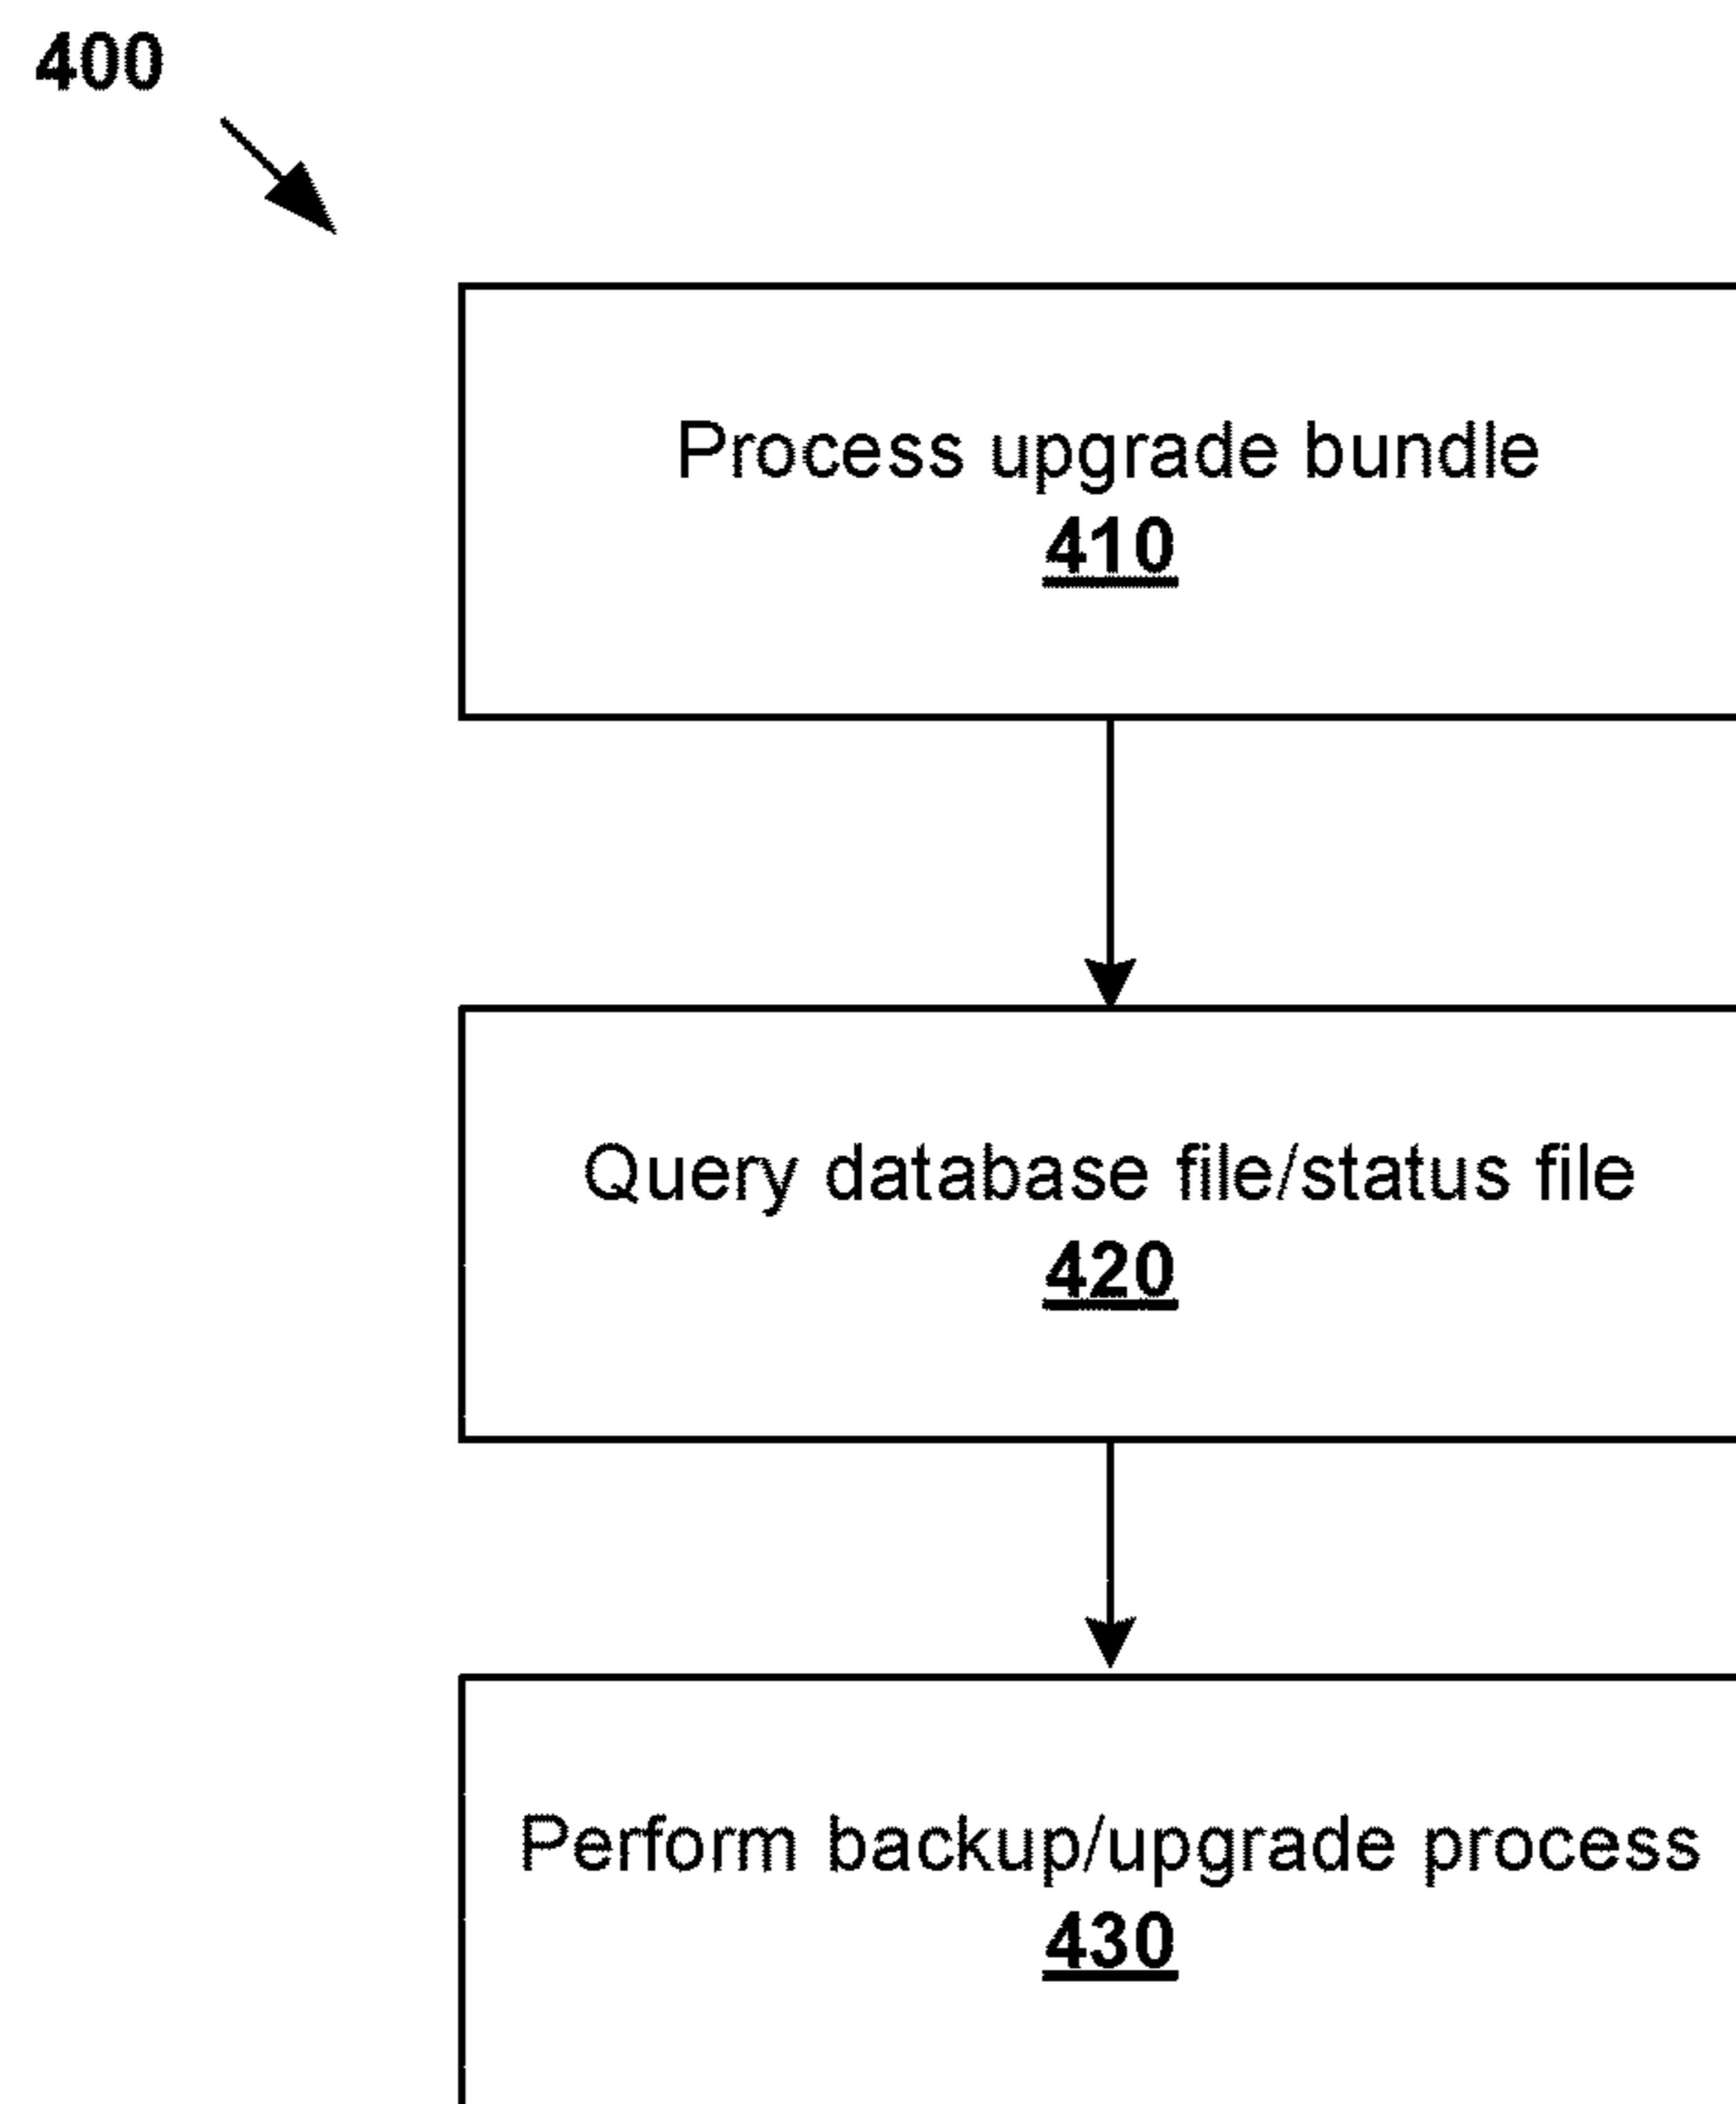 400
Process upgrade bundle
410
Query database file/status file
420
Perform backup/upgrade process
430